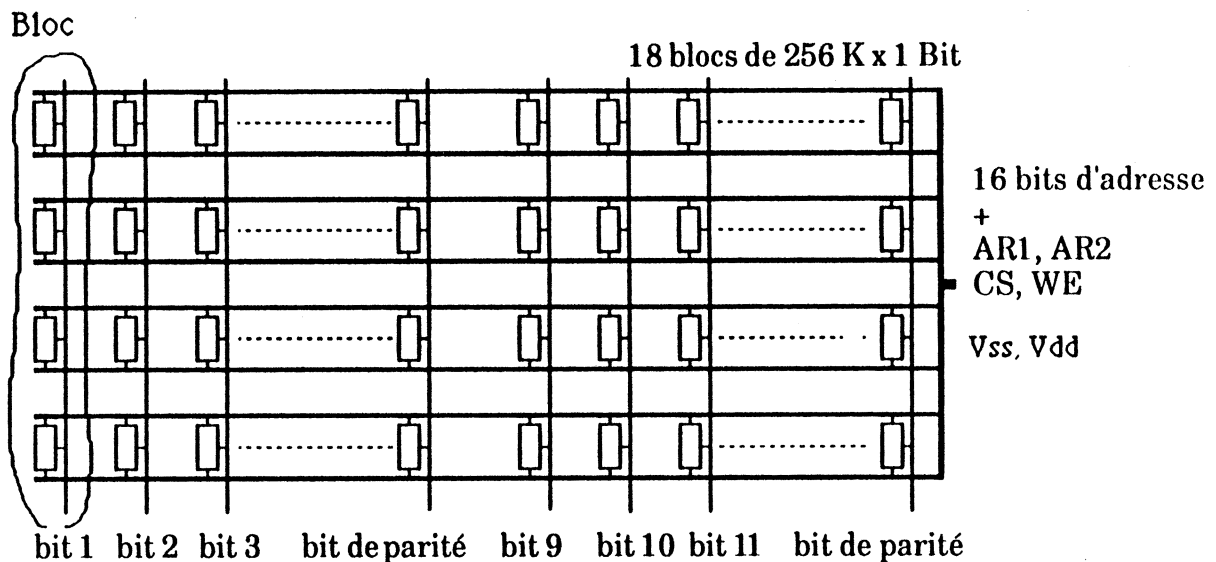 Bloc
18 blocs de 256 K x 1 Bit
16 bits d'adresse
+
AR1, AR2
CS, WE
Vss, Vdd
bit 1 bit 2 bit 3 bit de parité bit 9 bit 10 bit 11 bit de parité